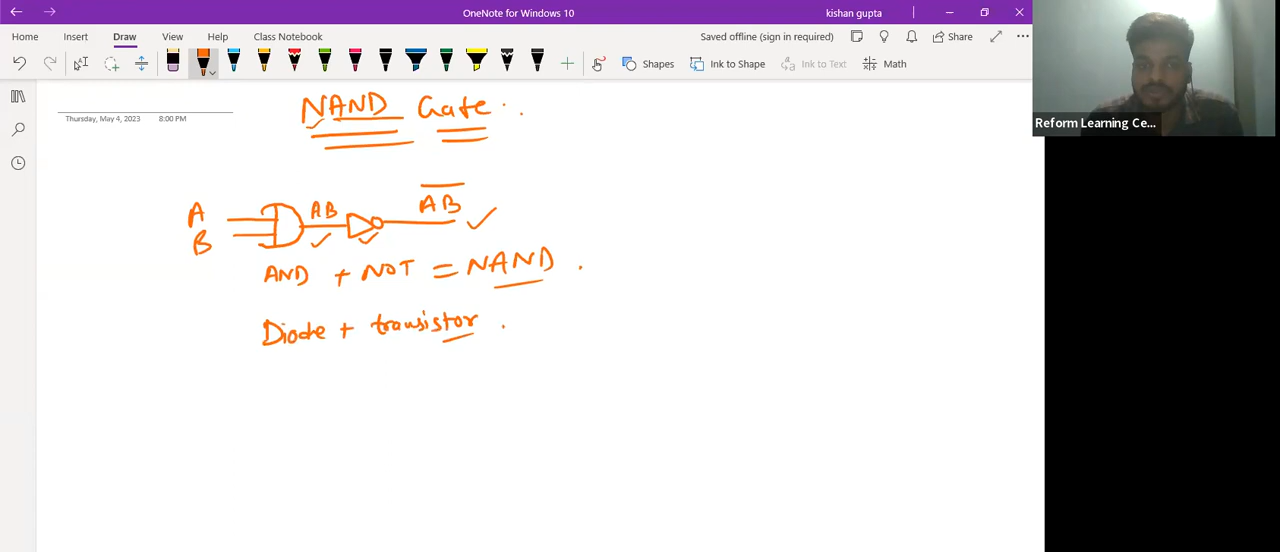 OneNote for Windows 10
kishan gupta
Home Insert Draw View Help Class Notebook
Saved offline (sign in required)
Share
Shapes
Ink to Shape
Ink to Text
Math
Reform Learning Ce...
Thursday, May 4, 2023 8:00 PM
NAND Gate
A
B
AB
A̅B̅
AND + NOT = NAND .
Diode + transistor .